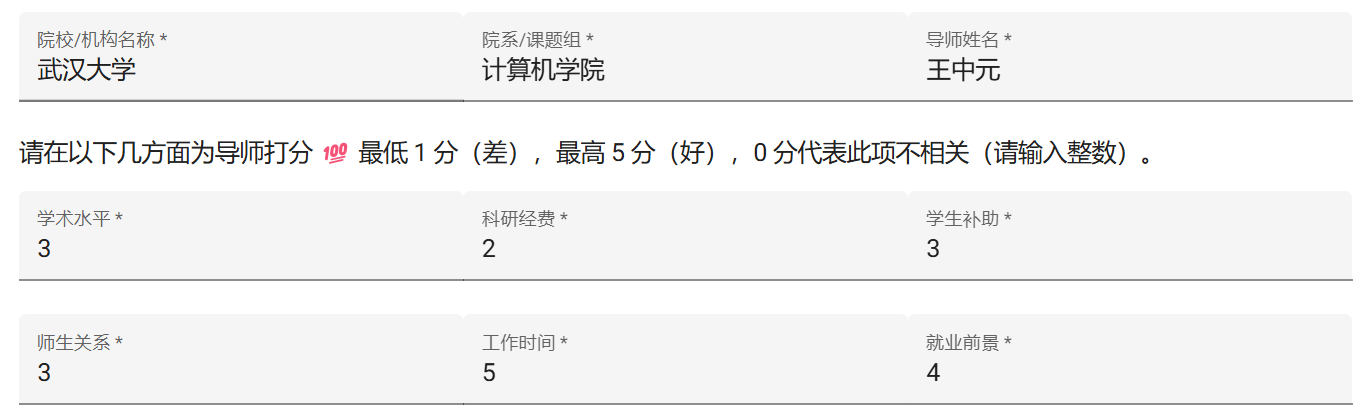 院校/机构名称 * 院系/课题组 * 导师姓名 *
武汉大学 计算机学院 王中元
请在以下几方面为导师打分 💯 最低 1 分（差），最高 5 分（好），0 分代表此项不相关（请输入整数）。
学术水平 * 科研经费 * 学生补助 *
3 2 3
师生关系 * 工作时间 * 就业前景 *
3 5 4